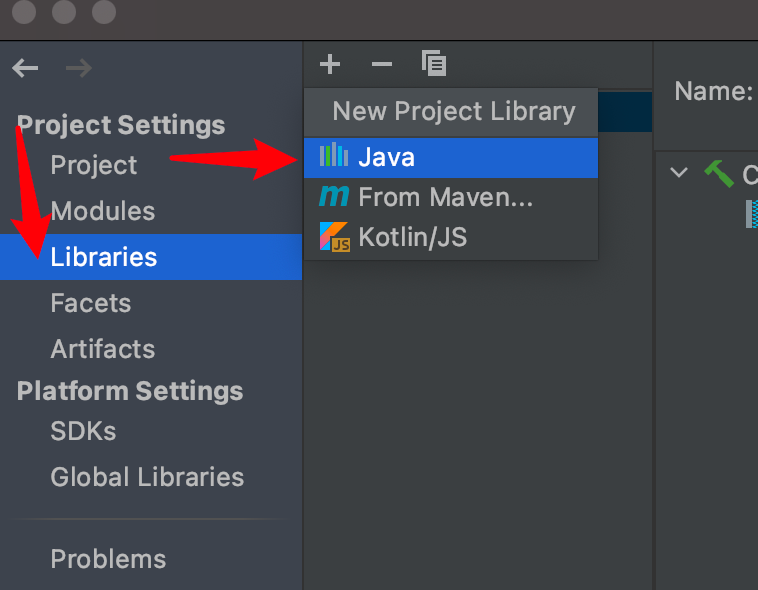 Project Settings
Project
Modules
Libraries
Facets
Artifacts
Platform Settings
SDKs
Global Libraries
Problems
New Project Library
Java
m From Maven...
JS Kotlin/JS
Name:
C